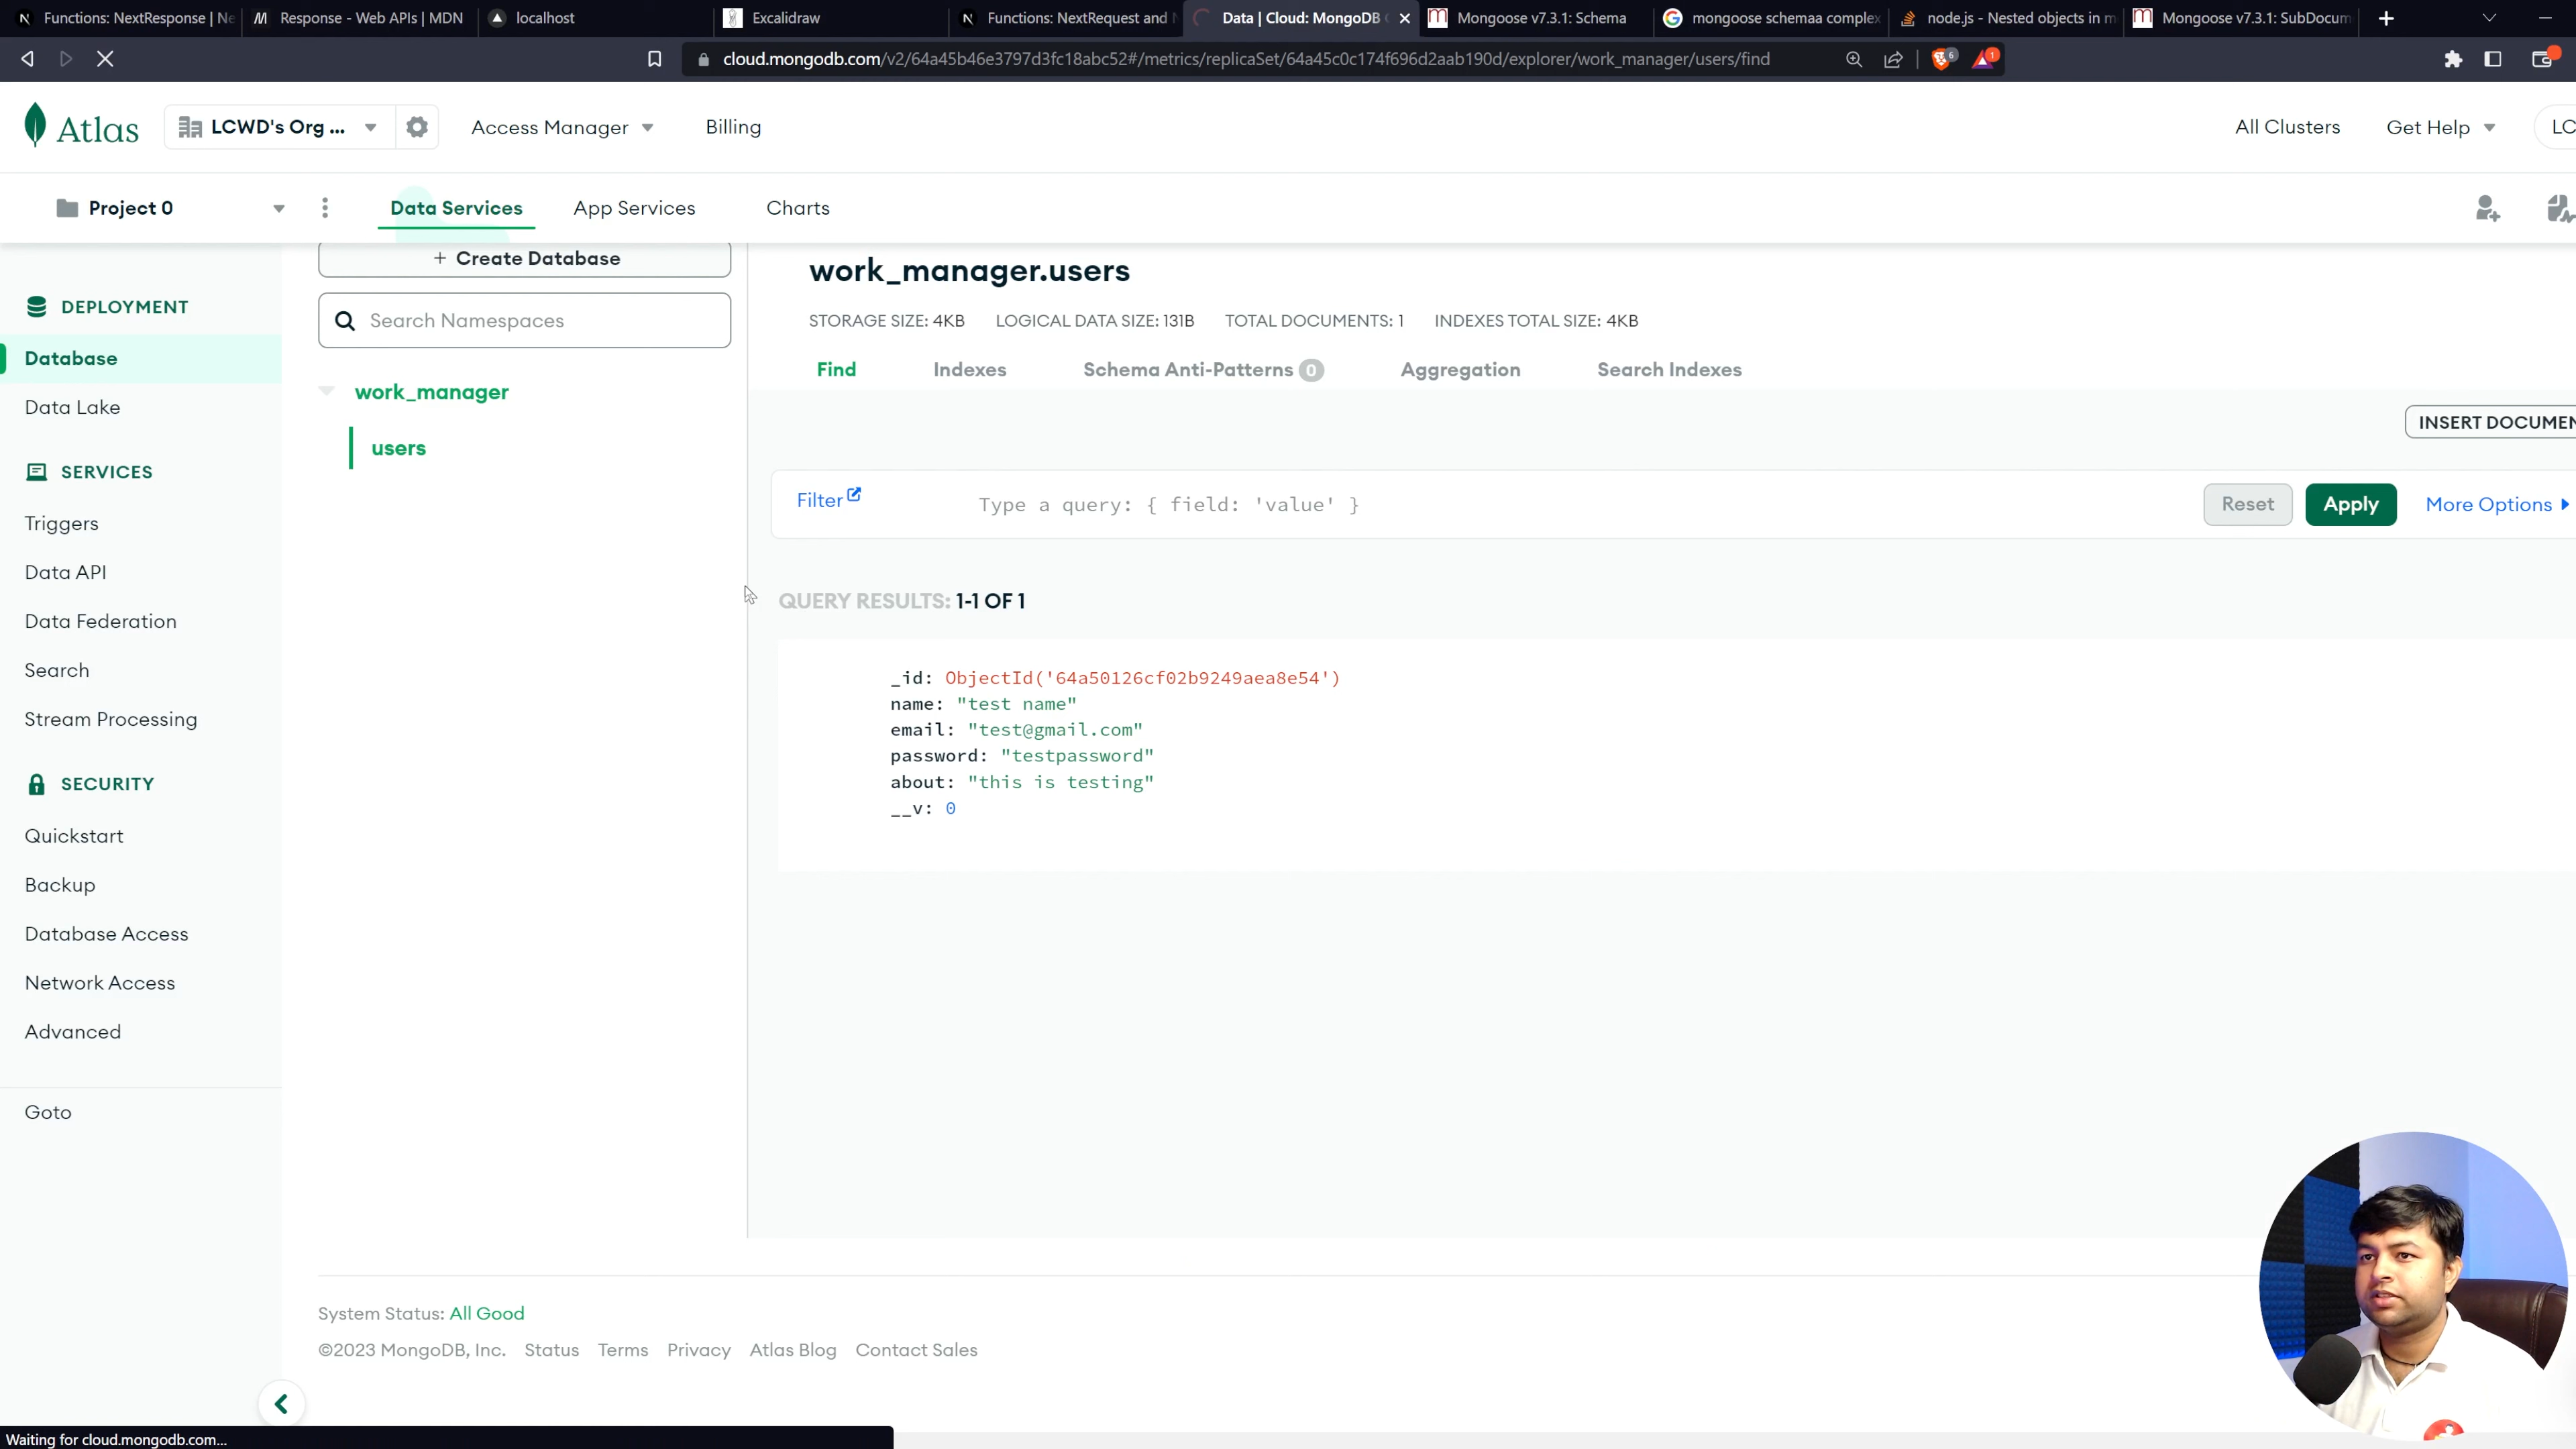 Functions: NextResponse | Ne
Response - Web APIs | MDN
localhost
Excalidraw
Functions: NextRequest and N
Data | Cloud: MongoDB C
Mongoose v7.3.1: Schema
mongoose schemaa complex
node.js - Nested objects in m
Mongoose v7.3.1: SubDocum
cloud.mongodb.com/v2/64a45b46e3797d3fc18abc52#/metrics/replicaSet/64a45c0c174f696d2aab190d/explorer/work_manager/users/find
6
1
Atlas
LCWD's Org ...
Access Manager
Billing
All Clusters
Get Help
LC
Project 0
Data Services
App Services
Charts
DEPLOYMENT
Database
Data Lake
SERVICES
Triggers
Data API
Data Federation
Search
Stream Processing
SECURITY
Quickstart
Backup
Database Access
Network Access
Advanced
Goto
+ Create Database
Search Namespaces
work_manager
users
work_manager.users
STORAGE SIZE: 4KB LOGICAL DATA SIZE: 131B TOTAL DOCUMENTS: 1 INDEXES TOTAL SIZE: 4KB
Find
Indexes
Schema Anti-Patterns 0
Aggregation
Search Indexes
INSERT DOCUMEN
Filter
Type a query: { field: 'value' }
Reset
Apply
More Options
QUERY RESULTS: 1-1 OF 1
_id: ObjectId('64a50126cf02b9249aea8e54')
name: "test name"
email: "test@gmail.com"
password: "testpassword"
about: "this is testing"
__v: 0
System Status: All Good
©2023 MongoDB, Inc. Status Terms Privacy Atlas Blog Contact Sales
Waiting for cloud.mongodb.com...